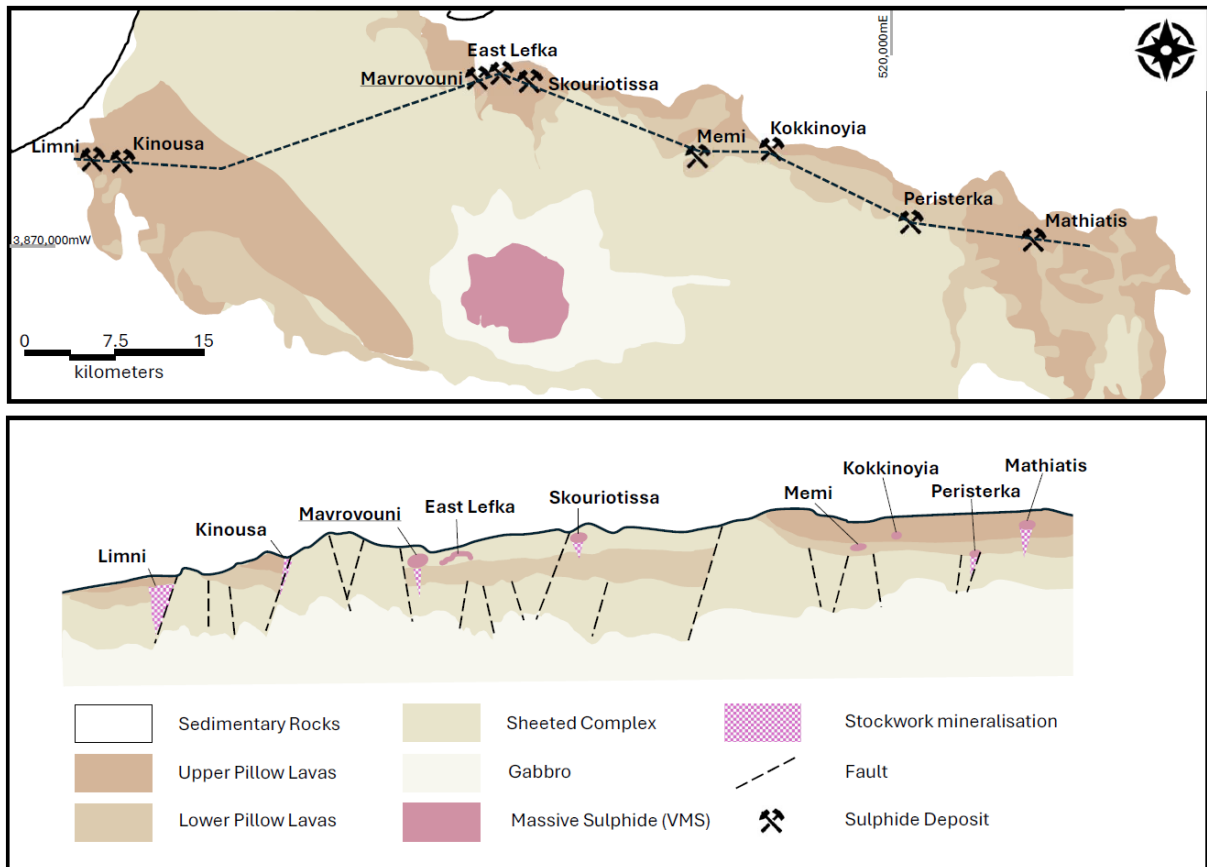 520,000mE
East Lefka
Mavrovouni
Skouriotissa
Limni
Kinousa
Memi
Kokkinoyia
Peristerka
Mathiatis
3,870,000mW
0 7.5 15
kilometers
Limni
Kinousa
Mavrovouni
East Lefka
Skouriotissa
Memi
Kokkinoyia
Peristerka
Mathiatis
Sedimentary Rocks
Upper Pillow Lavas
Lower Pillow Lavas
Sheeted Complex
Gabbro
Massive Sulphide (VMS)
Stockwork mineralisation
Fault
Sulphide Deposit